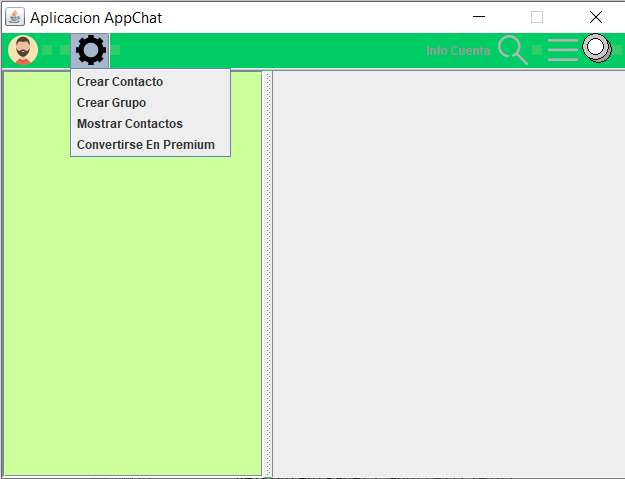 Aplicacion AppChat
Info Cuenta
Crear Contacto
Crear Grupo
Mostrar Contactos
Convertirse En Premium